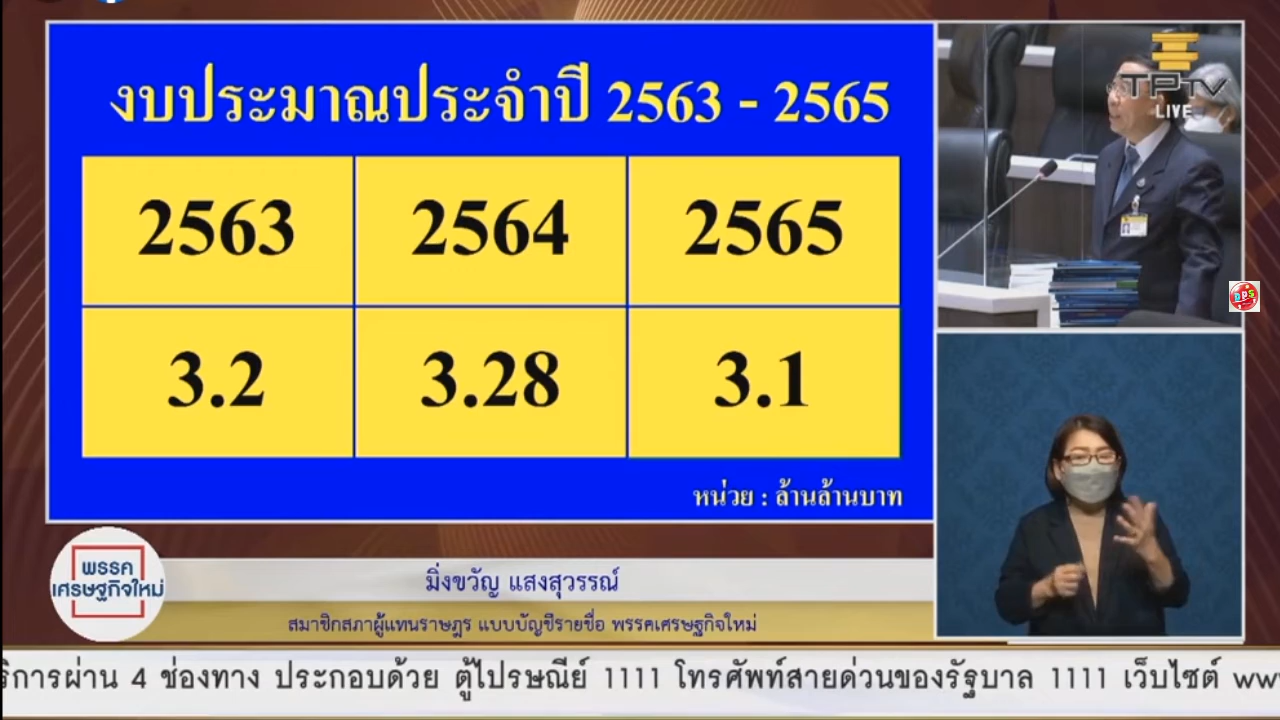 งบประมาณประจำปี 2563 - 2565
2563 2564 2565
3.2 3.28 3.1
หน่วย : ล้านล้านบาท
TPTV
LIVE
DPS
พรรค
เศรษฐกิจใหม่
มิ่งขวัญ แสงสุวรรณ์
สมาชิกสภาผู้แทนราษฎร แบบบัญชีรายชื่อ พรรคเศรษฐกิจใหม่
ริการผ่าน 4 ช่องทาง ประกอบด้วย ตู้ไปรษณีย์ 1111 โทรศัพท์สายด่วนของรัฐบาล 1111 เว็บไซต์ www